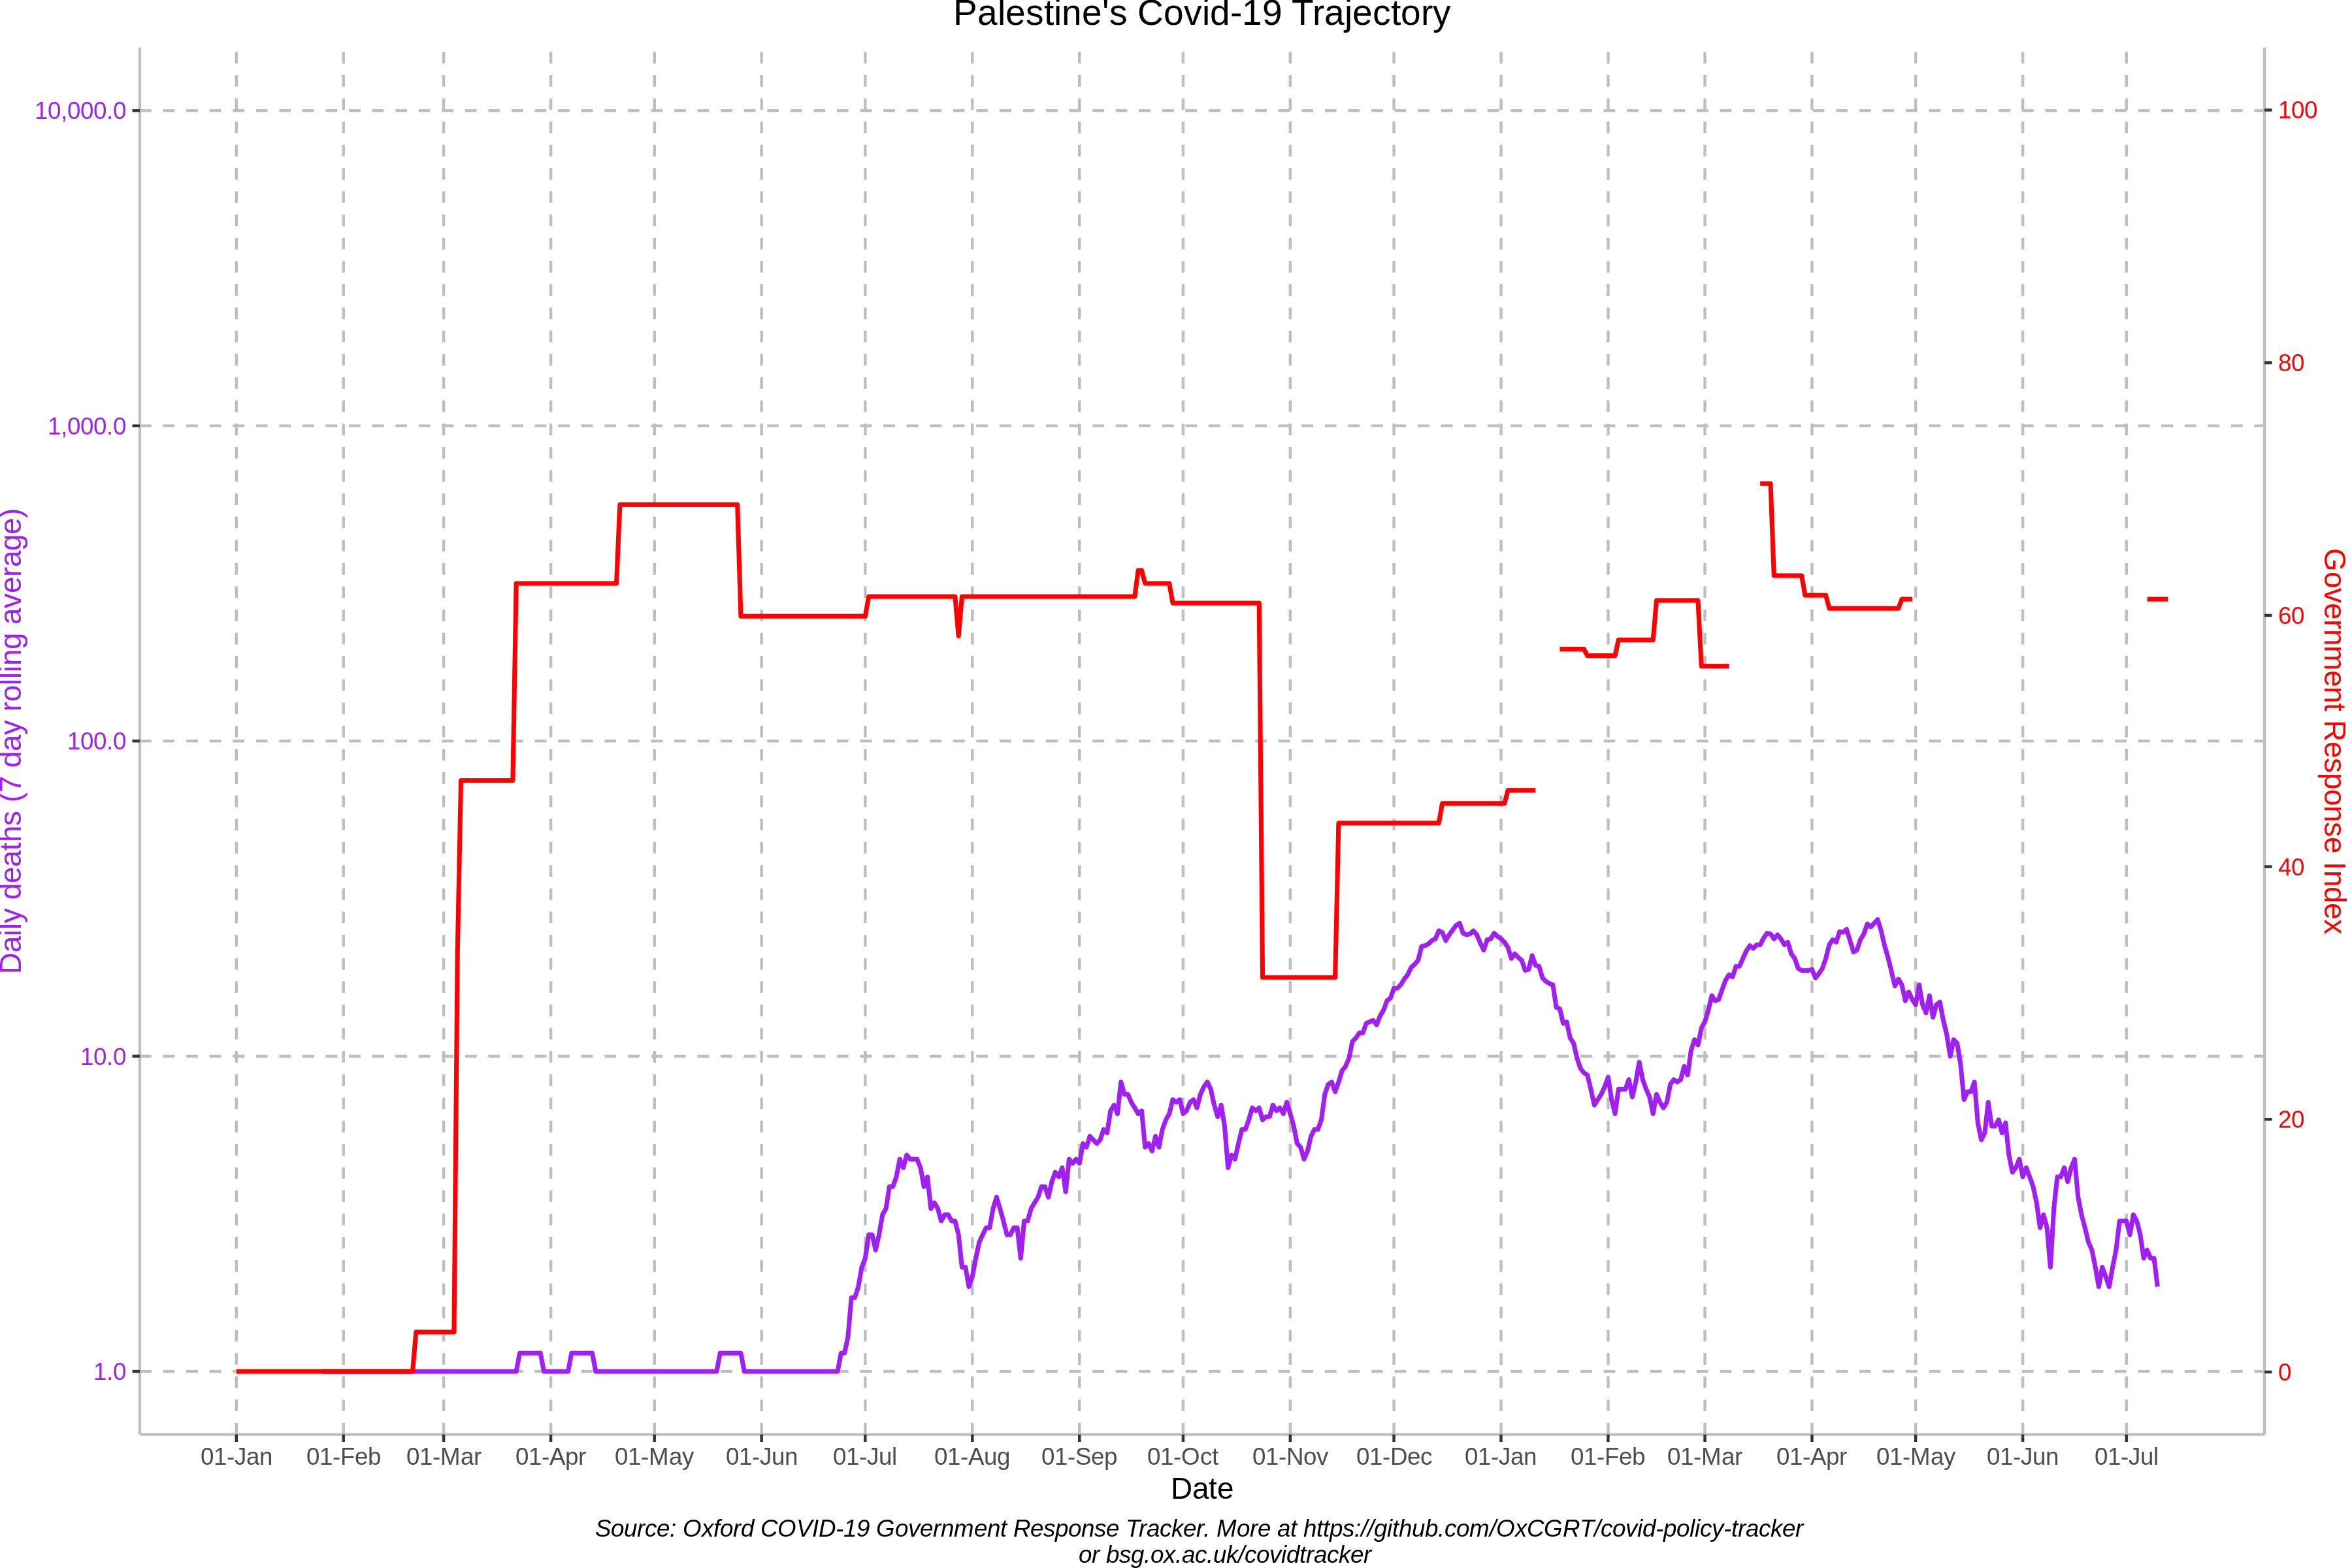 Palestine's Covid-19 Trajectory
Daily deaths (7 day rolling average)
10,000.0
1,000.0
100.0
10.0
1.0
100
80
60
40
20
0
Government Response Index
01-Jan 01-Feb 01-Mar 01-Apr 01-May 01-Jun 01-Jul 01-Aug 01-Sep 01-Oct 01-Nov 01-Dec 01-Jan 01-Feb 01-Mar 01-Apr 01-May 01-Jun 01-Jul
Date
Source: Oxford COVID-19 Government Response Tracker. More at https://github.com/OxCGRT/covid-policy-tracker
or bsg.ox.ac.uk/covidtracker